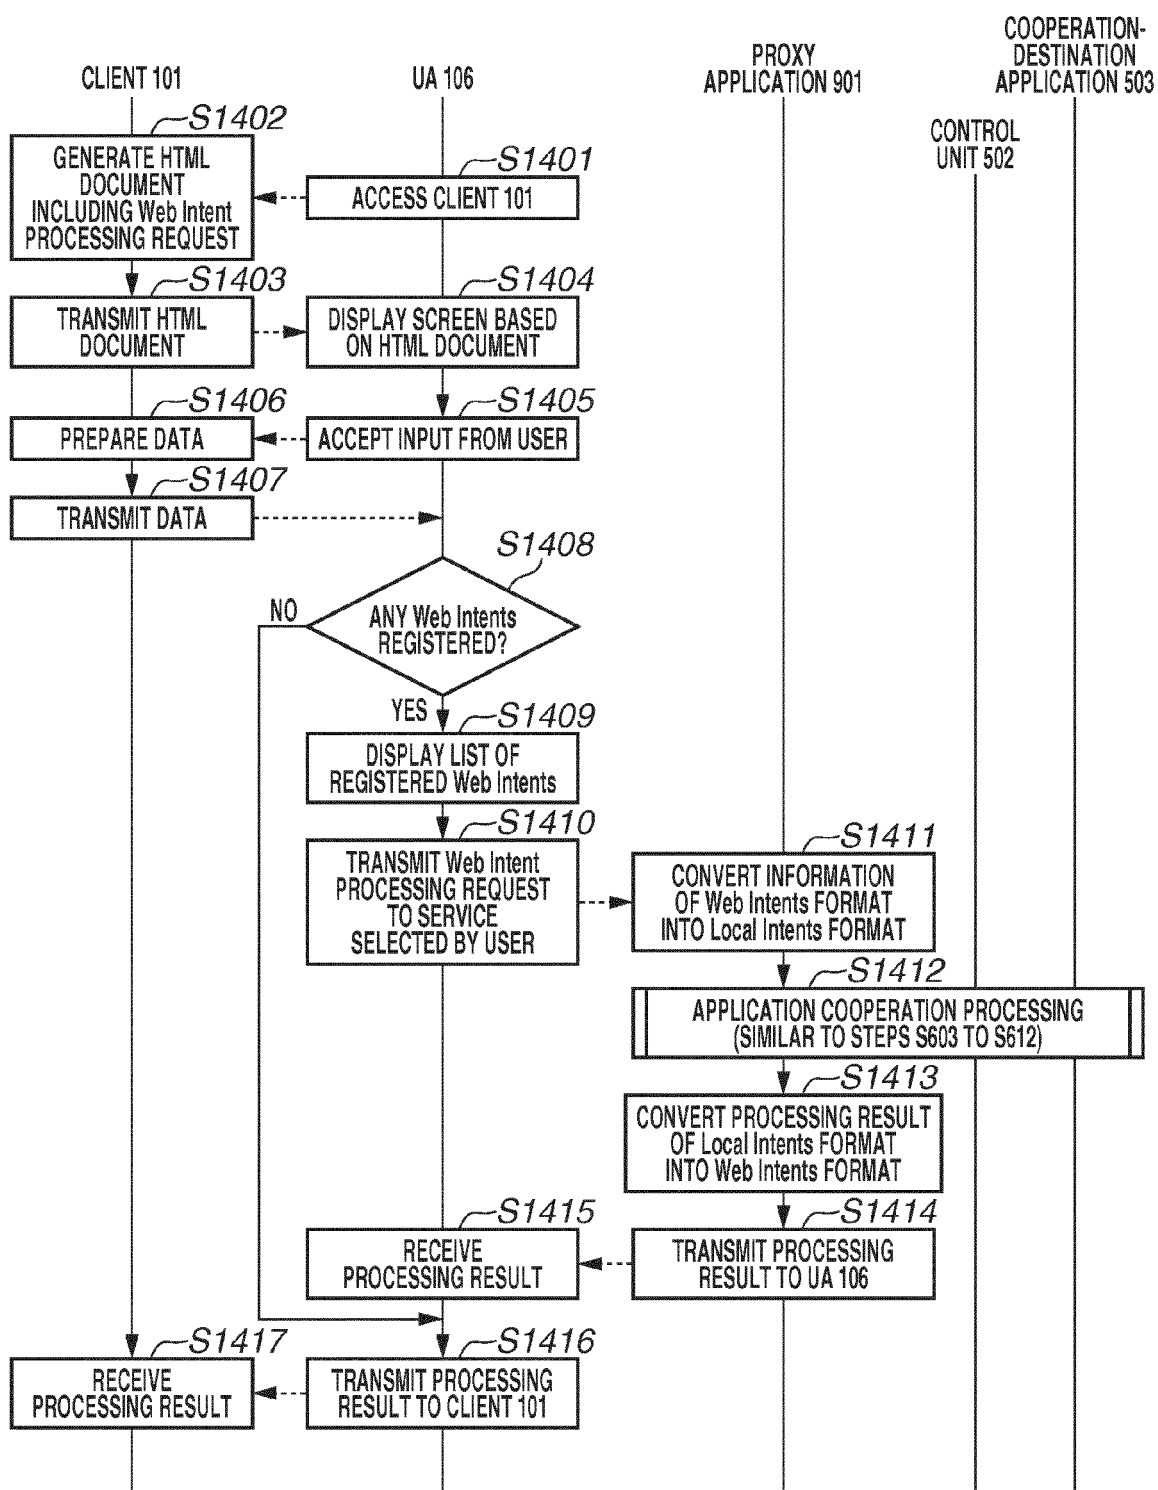 COOPERATION-
DESTINATION
APPLICATION 503
PROXY
APPLICATION 901
CLIENT 101
UA 106
CONTROL
UNIT 502
S1402
GENERATE HTML
DOCUMENT
INCLUDING Web Intent
PROCESSING REQUEST
S1401
ACCESS CLIENT 101
S1403
TRANSMIT HTML
DOCUMENT
S1404
DISPLAY SCREEN BASED
ON HTML DOCUMENT
S1406
PREPARE DATA
S1405
ACCEPT INPUT FROM USER
S1407
TRANSMIT DATA
S1408
NO
ANY Web Intents
REGISTERED?
YES
S1409
DISPLAY LIST OF
REGISTERED Web Intents
S1410
TRANSMIT Web Intent
PROCESSING REQUEST
TO SERVICE
SELECTED BY USER
S1411
CONVERT INFORMATION
OF Web Intents FORMAT
INTO Local Intents FORMAT
S1412
APPLICATION COOPERATION PROCESSING
(SIMILAR TO STEPS S603 TO S612)
S1413
CONVERT PROCESSING RESULT
OF Local Intents FORMAT
INTO Web Intents FORMAT
S1415
RECEIVE
PROCESSING RESULT
S1414
TRANSMIT PROCESSING
RESULT TO UA 106
S1417
RECEIVE
PROCESSING RESULT
S1416
TRANSMIT PROCESSING
RESULT TO CLIENT 101